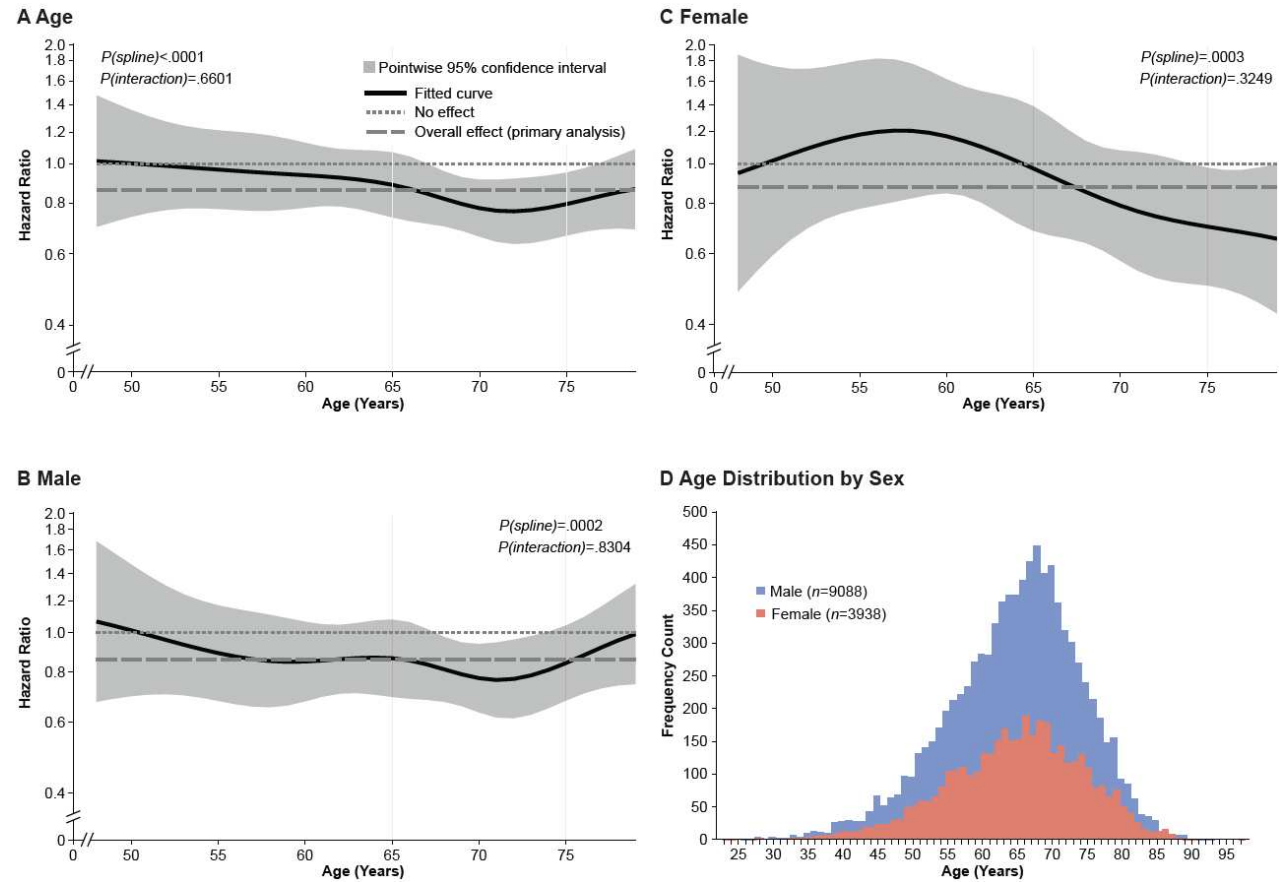 A Age
2.0
1.8
1.6
1.4
1.2
1.0
0.8
0.6
0.4
0
Hazard Ratio
P(spline)<.0001
P(interaction)=.6601
Pointwise 95% confidence interval
Fitted curve
No effect
Overall effect (primary analysis)
0 50 55 60 65 70 75
Age (Years)
C Female
2.0
1.8
1.6
1.4
1.2
1.0
0.8
0.6
0.4
0
Hazard Ratio
P(spline)=.0003
P(interaction)=.3249
0 50 55 60 65 70 75
Age (Years)
B Male
2.0
1.8
1.6
1.4
1.2
1.0
0.8
0.6
0.4
0
Hazard Ratio
P(spline)=.0002
P(interaction)=.8304
0 50 55 60 65 70 75
Age (Years)
D Age Distribution by Sex
500
450
400
350
300
250
200
150
100
50
0
Frequency Count
Male (n=9088)
Female (n=3938)
25 30 35 40 45 50 55 60 65 70 75 80 85 90 95
Age (Years)